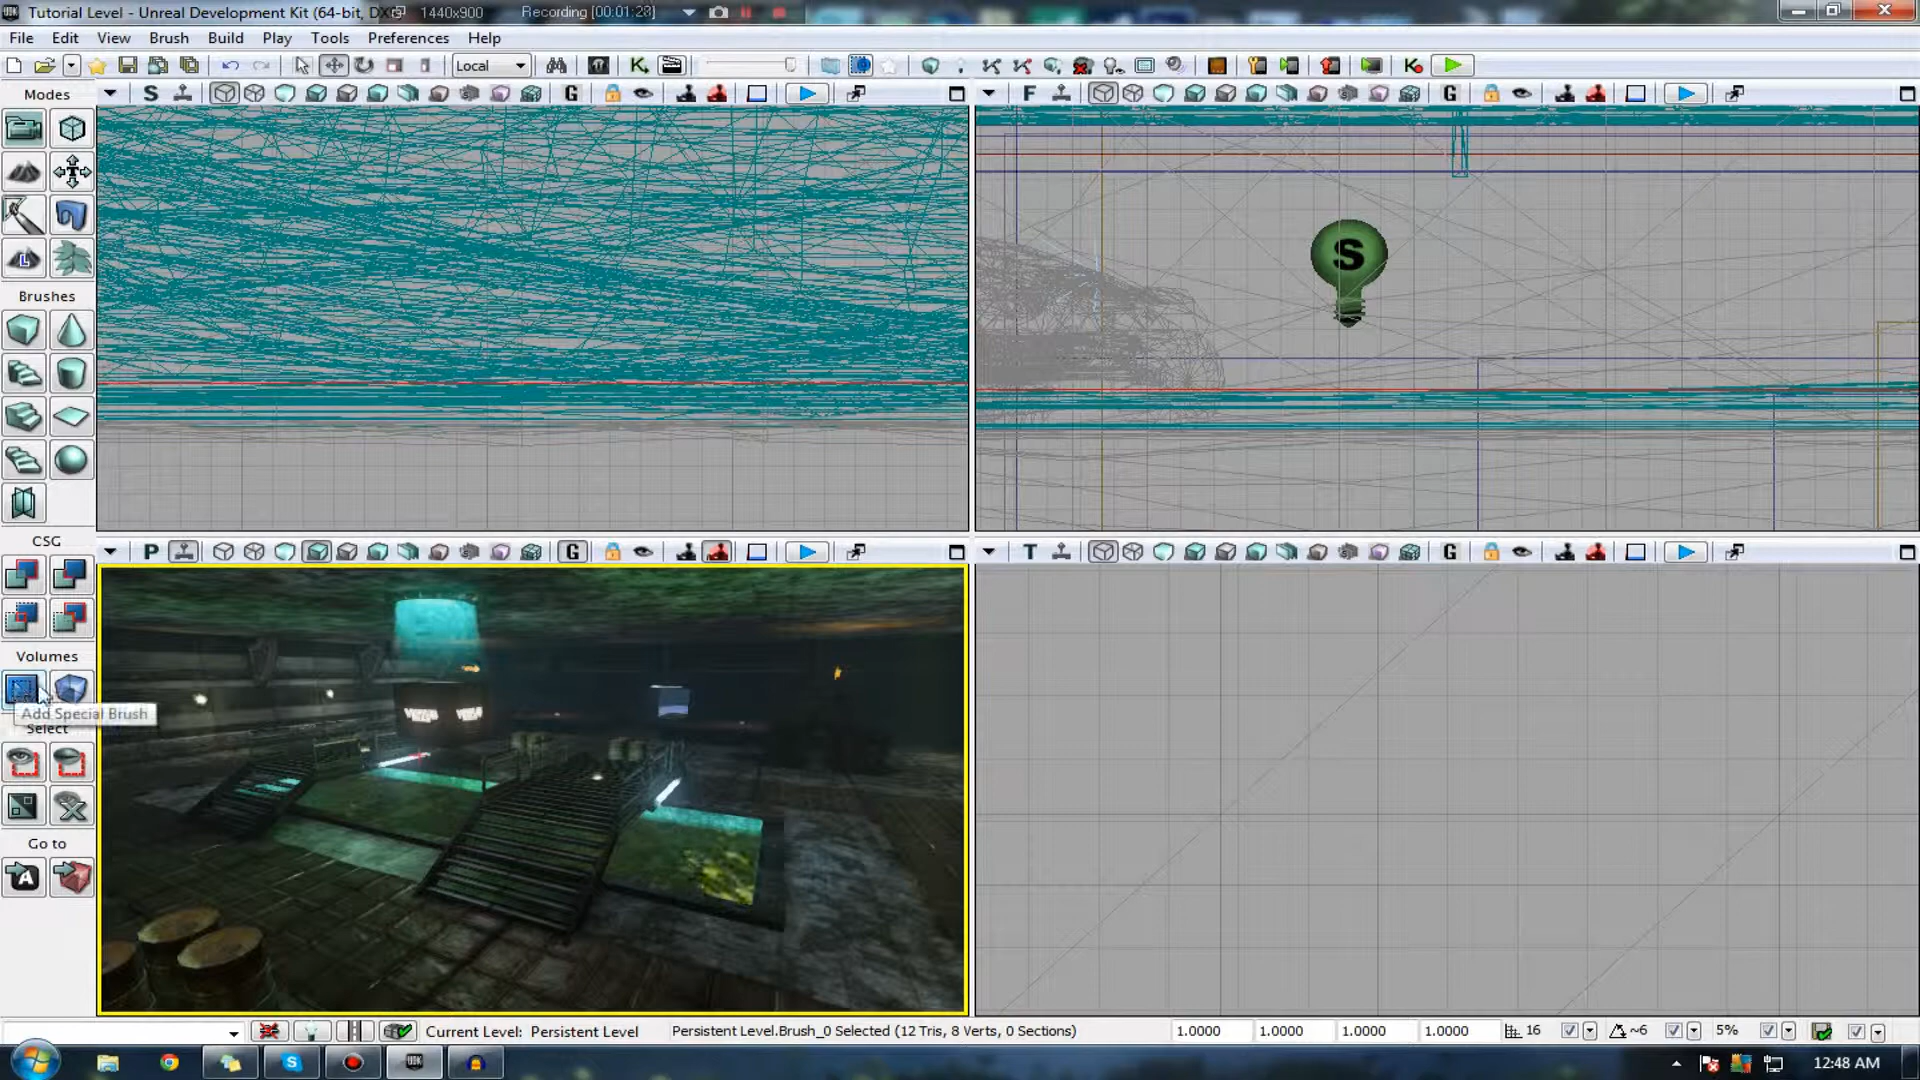 Tutorial Level - Unreal Development Kit (64-bit, DX
1440x900
Recording [00:01:23]
File Edit View Brush Build Play Tools Preferences Help
Local
Modes
S
G
F
G
L
Brushes
S
CSG
P
G
T
G
Volumes
Add Special Brush
Select
Go to
A
Current Level: Persistent Level
Persistent Level.Brush_0 Selected (12 Tris, 8 Verts, 0 Sections)
1.0000 1.0000 1.0000 1.0000
16
~6
5%
12:48 AM